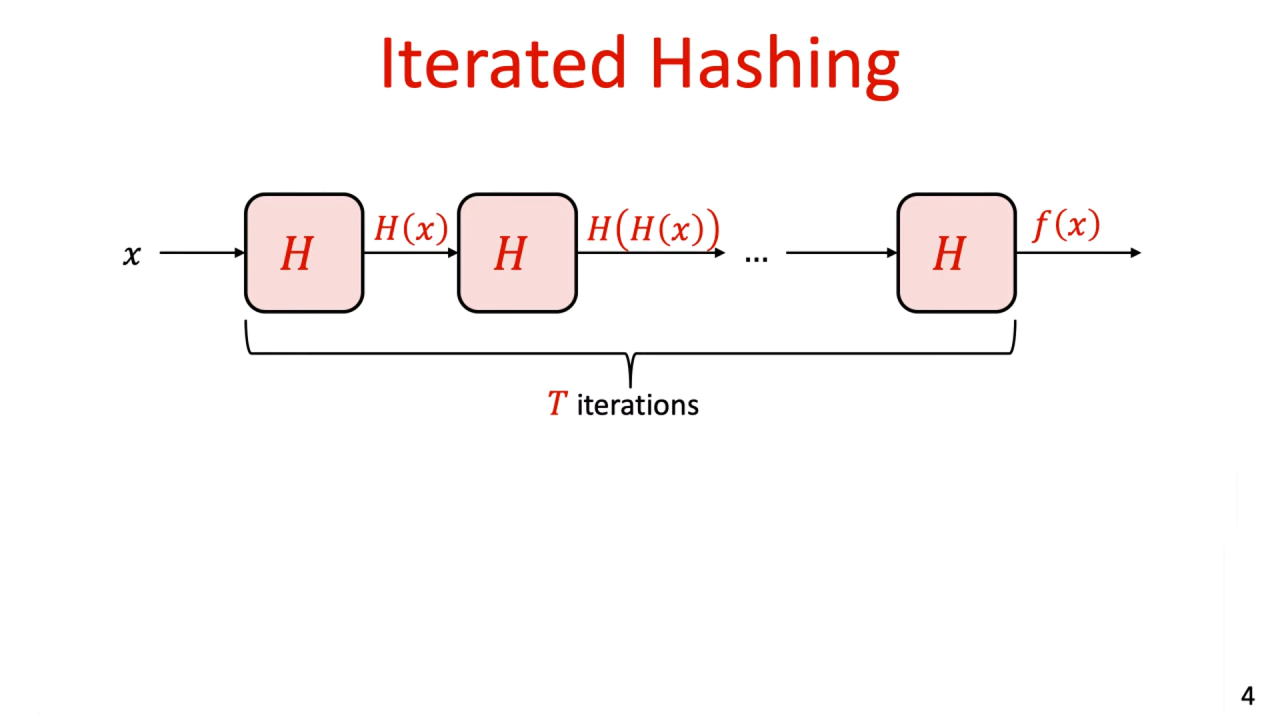 Iterated Hashing
x H H(x) H H(H(x)) ... H f(x)
T iterations
4